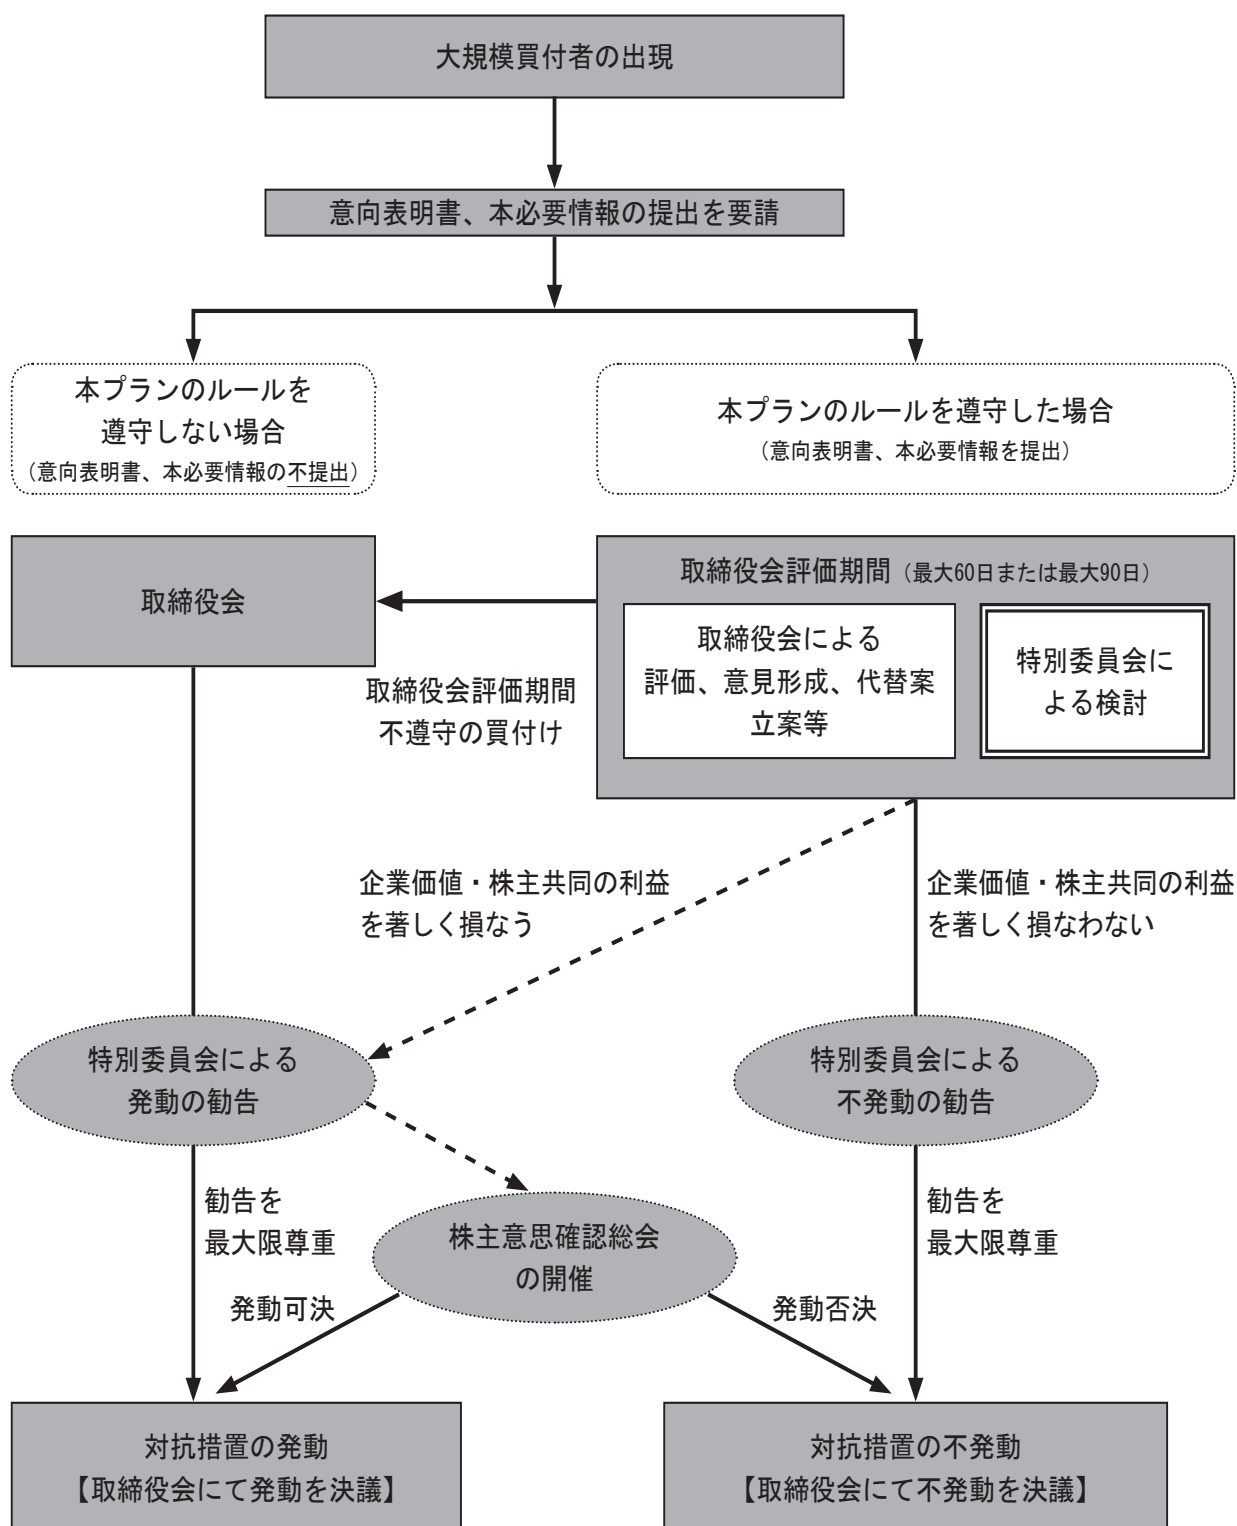 大規模買付者の出現
意向表明書、本必要情報の提出を要請
本プランのルールを
遵守しない場合
（意向表明書、本必要情報の不提出）
本プランのルールを遵守した場合
（意向表明書、本必要情報を提出）
取締役会
取締役会評価期間（最大60日または最大90日）
取締役会による
評価、意見形成、代替案
立案等
特別委員会に
よる検討
取締役会評価期間
不遵守の買付け
企業価値・株主共同の利益
を著しく損なう
企業価値・株主共同の利益
を著しく損なわない
特別委員会による
発動の勧告
特別委員会による
不発動の勧告
勧告を
最大限尊重
株主意思確認総会
の開催
勧告を
最大限尊重
発動可決
発動否決
対抗措置の発動
【取締役会にて発動を決議】
対抗措置の不発動
【取締役会にて不発動を決議】